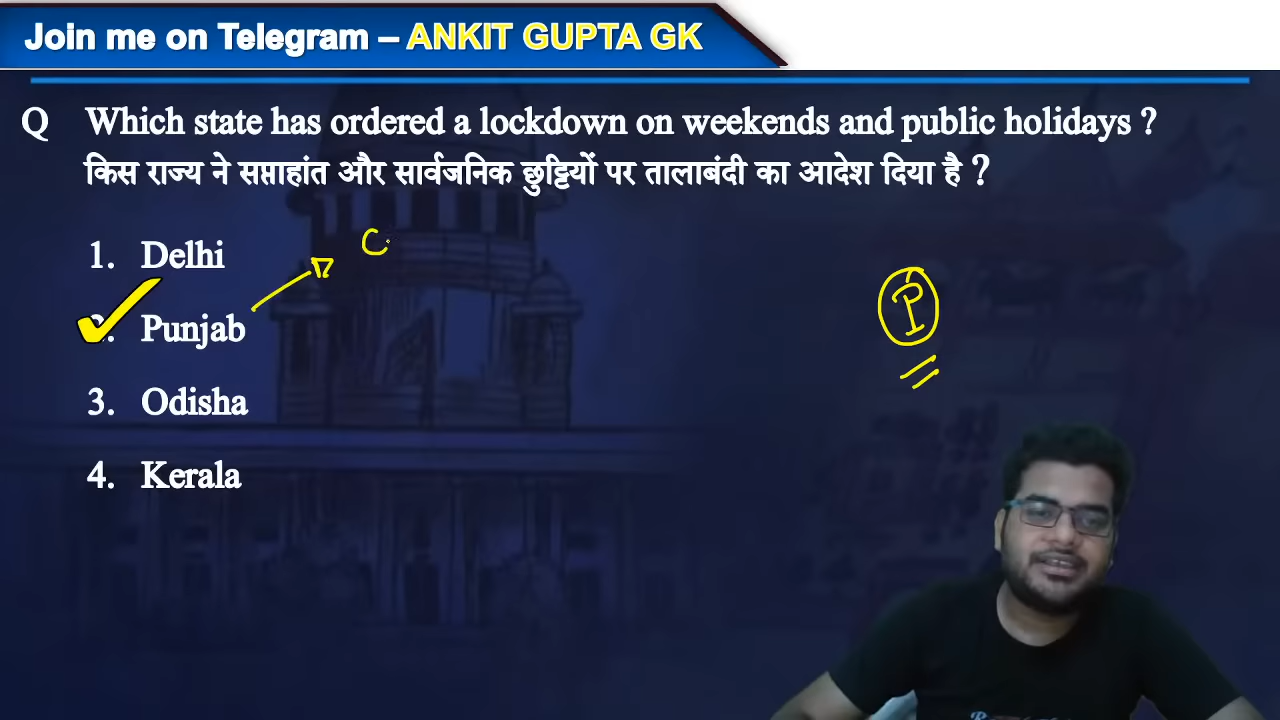 Join me on Telegram – ANKIT GUPTA GK
Q Which state has ordered a lockdown on weekends and public holidays ?
किस राज्य ने सप्ताहांत और सार्वजनिक छुट्टियों पर तालाबंदी का आदेश दिया है ?
1. Delhi
C
2. Punjab
P
3. Odisha
4. Kerala